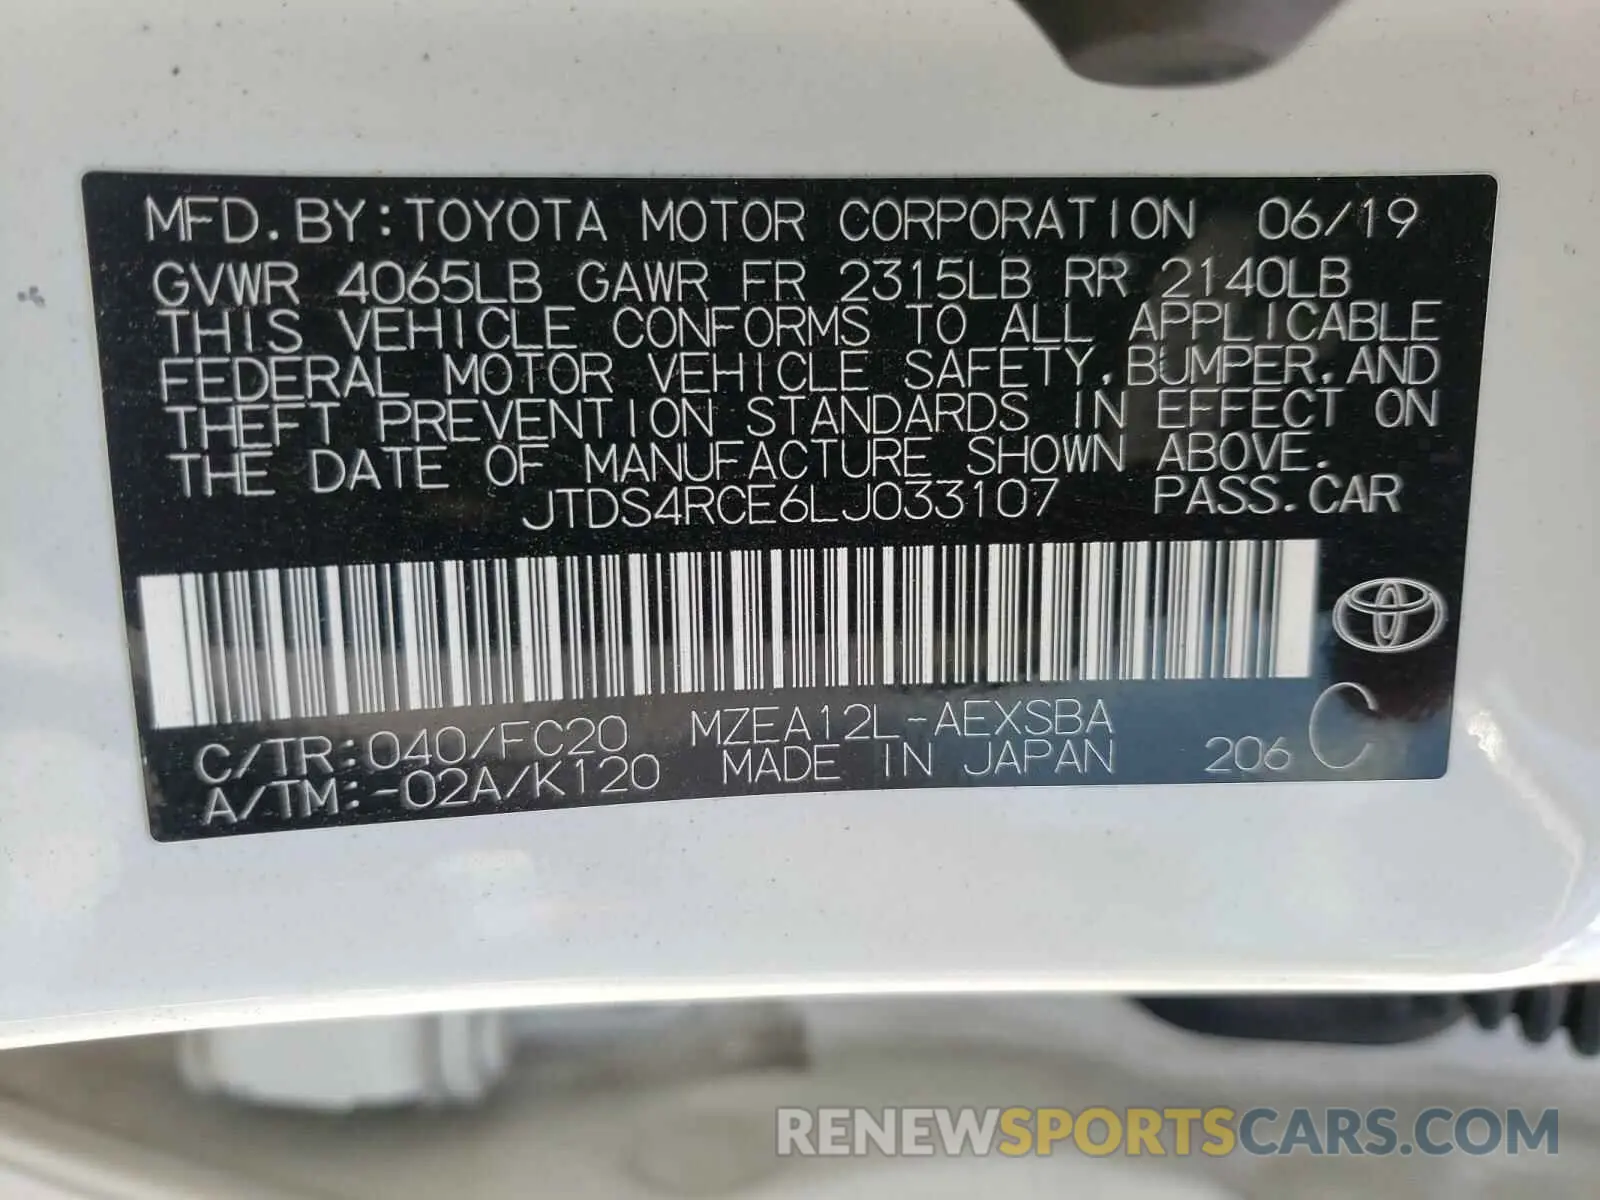 MFD. BY: TOYOTA MOTOR CORPORATION 06/19
GVWR 4065LB GAWR FR 2315LB RR 2140LB
THIS VEHICLE CONFORMS TO ALL APPLICABLE
FEDERAL MOTOR VEHICLE SAFETY, BUMPER, AND
THEFT PREVENTION STANDARDS IN EFFECT ON
THE DATE OF MANUFACTURE SHOWN ABOVE.
JTDS4RCE6LJ033107 PASS. CAR
C/TR: 040/FC20 MZEA12L-AEXSBA
A/TM: -02A/K120 MADE IN JAPAN 206 C
RENEWSPORTSCARS.COM